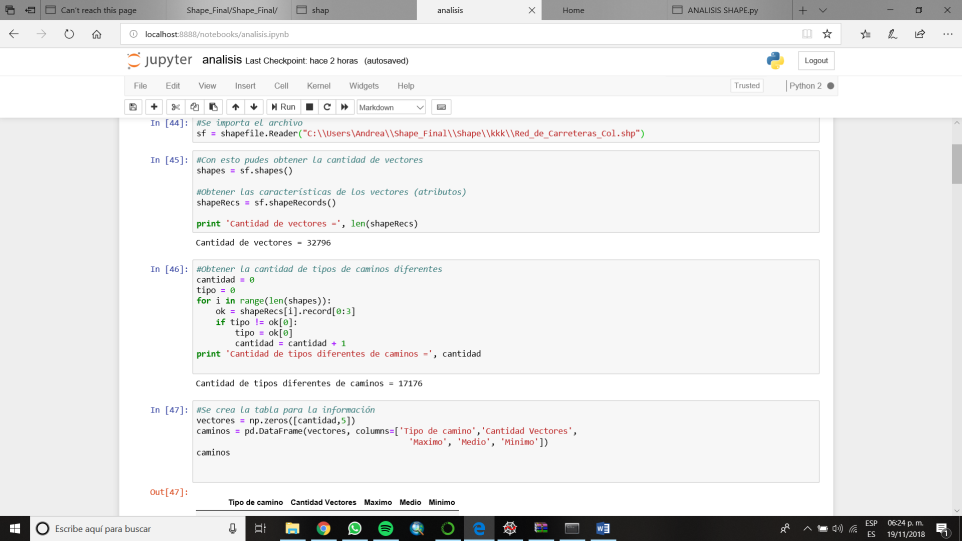 Can't reach this page
Shape_Final/Shape_Final/
shap
analisis
Home
ANALISIS SHAPE.py
localhost:8888/notebooks/analisis.ipynb
jupyter analisis Last Checkpoint: hace 2 horas (autosaved)
Logout
File Edit View Insert Cell Kernel Widgets Help
Trusted
Python 2
Run
Markdown
In [44]: #Se importa el archivo
sf = shapefile.Reader("C:\\Users\\Andrea\\Shape_Final\\Shape\\kkk\\Red_de_Carreteras_Col.shp")
In [45]: #Con esto pudes obtener la cantidad de vectores
shapes = sf.shapes()
#Obtener las características de los vectores (atributos)
shapeRecs = sf.shapeRecords()
print 'Cantidad de vectores =', len(shapeRecs)
Cantidad de vectores = 32796
In [46]: #Obtener la cantidad de tipos de caminos diferentes
cantidad = 0
tipo = 0
for i in range(len(shapes)):
    ok = shapeRecs[i].record[0:3]
    if tipo != ok[0]:
        tipo = ok[0]
        cantidad = cantidad + 1
print 'Cantidad de tipos diferentes de caminos =', cantidad
Cantidad de tipos diferentes de caminos = 17176
In [47]: #Se crea la tabla para la información
vectores = np.zeros([cantidad,5])
caminos = pd.DataFrame(vectores, columns=['Tipo de camino','Cantidad Vectores',
'Maximo', 'Medio', 'Minimo'])
caminos
Out[47]:
Tipo de camino Cantidad Vectores Maximo Medio Minimo
Escribe aquí para buscar
ESP
ES
06:24 p. m.
19/11/2018
1